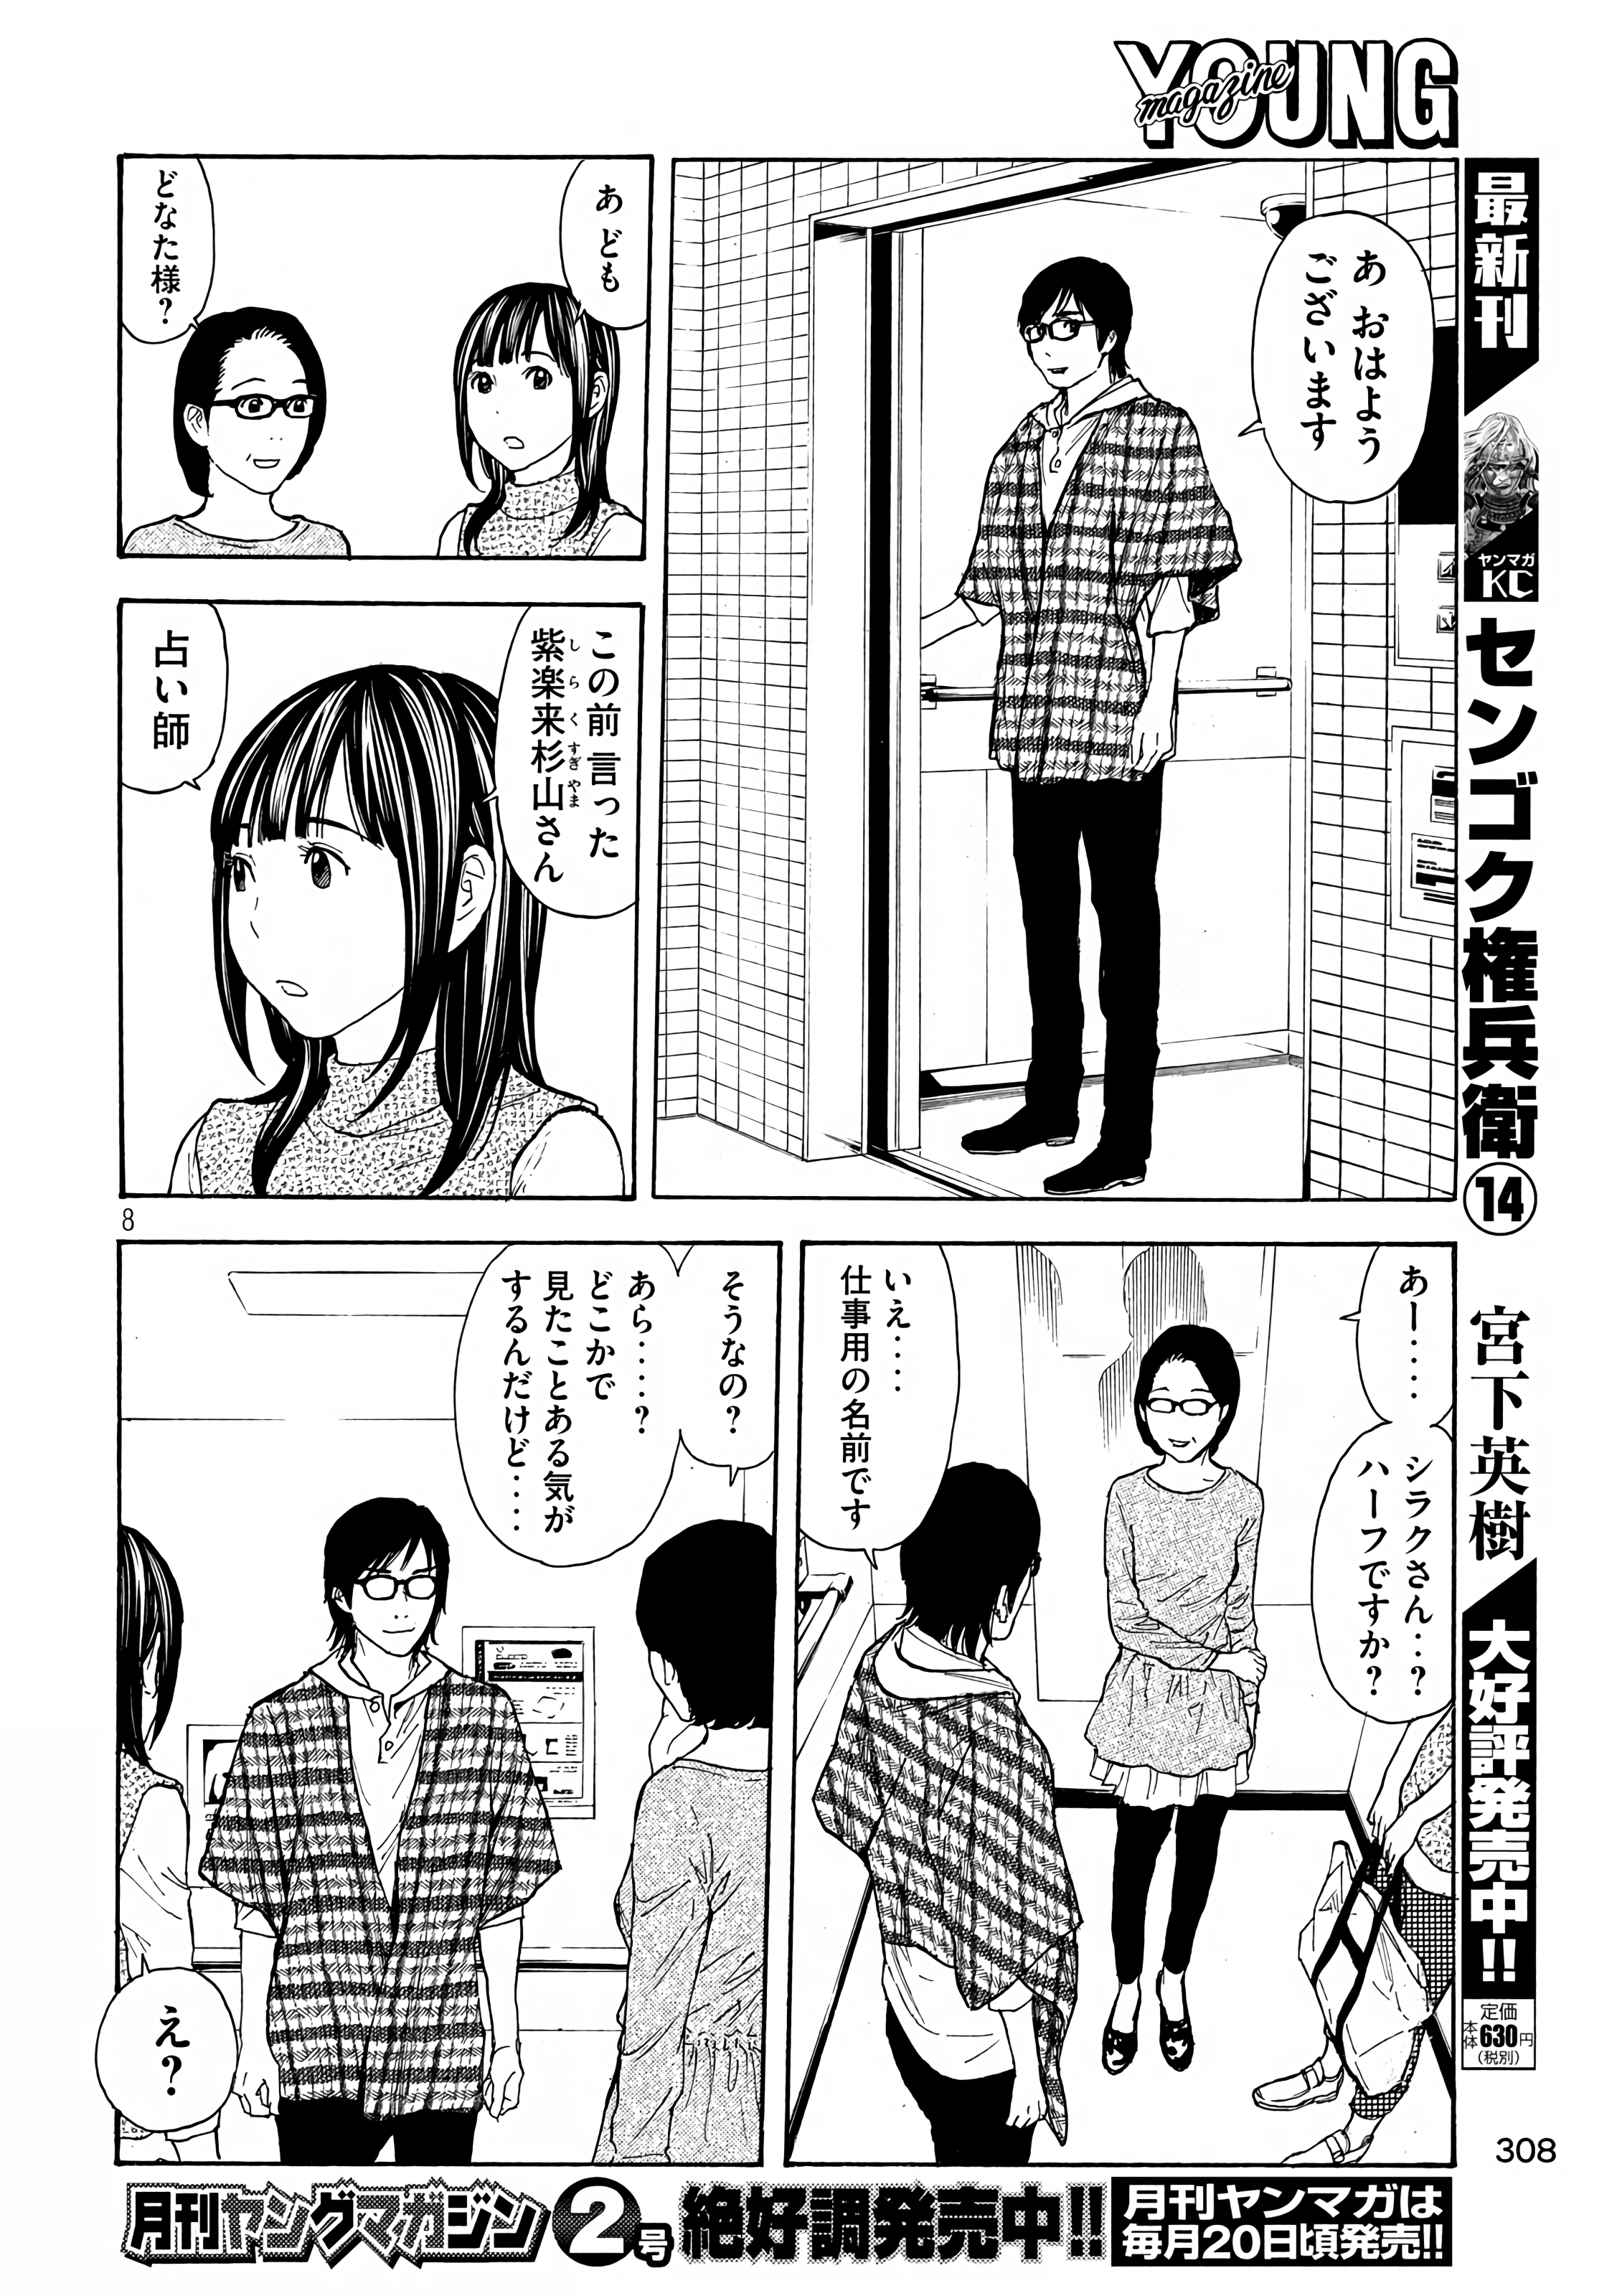 YOUNG
magazine
あ おはよう
ございます
あ ども
どなた様?
この前 言った
紫楽来杉山さん
しらくすぎやま
占い師
8
あー‥‥
シラクさん‥?
ハーフですか?
いえ‥‥
仕事用の名前です
そうなの?
あら‥‥?
どこかで
見たことある気が
するんだけど‥‥
え?
最新刊
ヤンマガ
KC
センゴク権兵衛⑭
宮下英樹
大好評発売中!!
定価
本体630円
(税別)
308
月刊ヤングマガジン
2号
絶好調発売中!!
月刊ヤンマガは
毎月20日頃発売!!